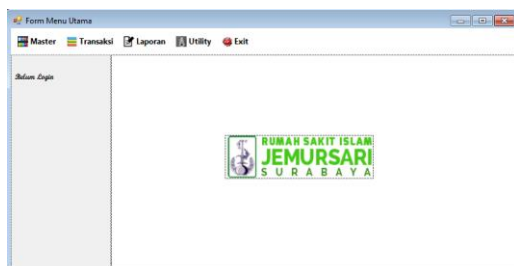 Form Menu Utama
Master Transaksi Laporan Utility Exit
Belum Login
RUMAH SAKIT ISLAM
JEMURSARI
SURABAYA